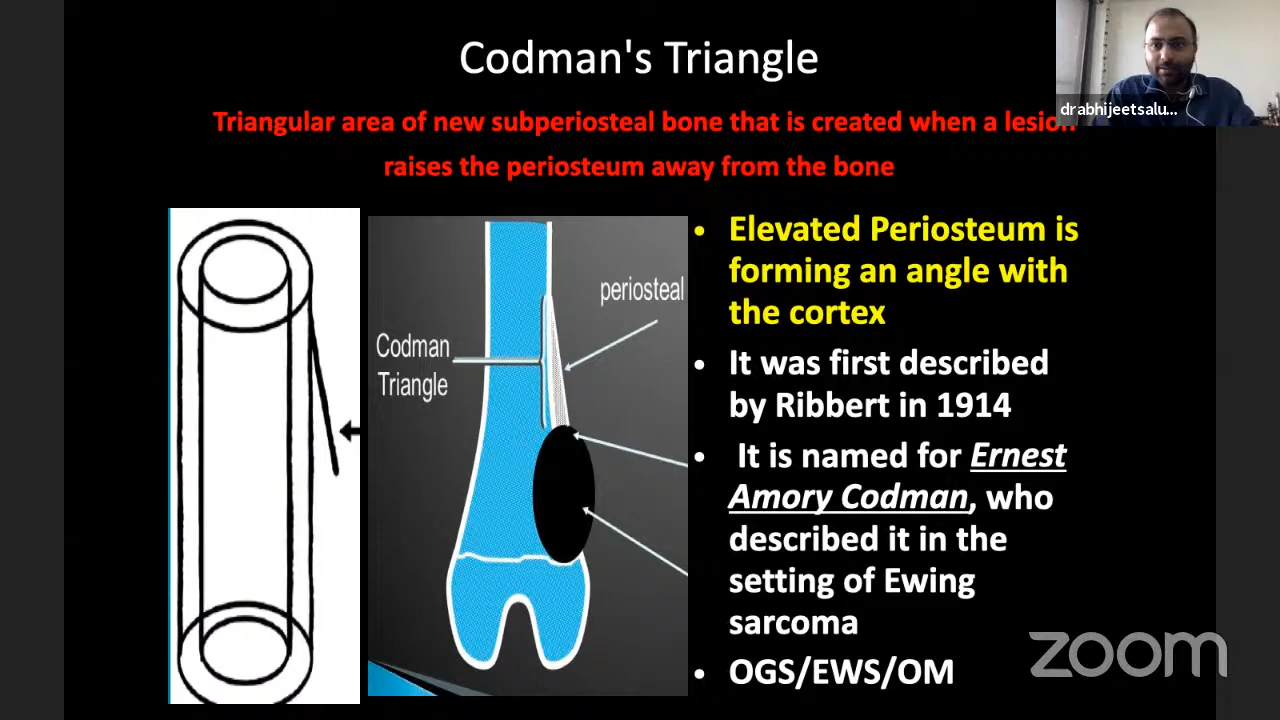 Codman's Triangle
drabhijeetsalu...
Triangular area of new subperiosteal bone that is created when a lesion
raises the periosteum away from the bone
periosteal
Codman
Triangle
• Elevated Periosteum is
forming an angle with
the cortex
• It was first described
by Ribbert in 1914
• It is named for Ernest
Amory Codman, who
described it in the
setting of Ewing
sarcoma
• OGS/EWS/OM
zoom